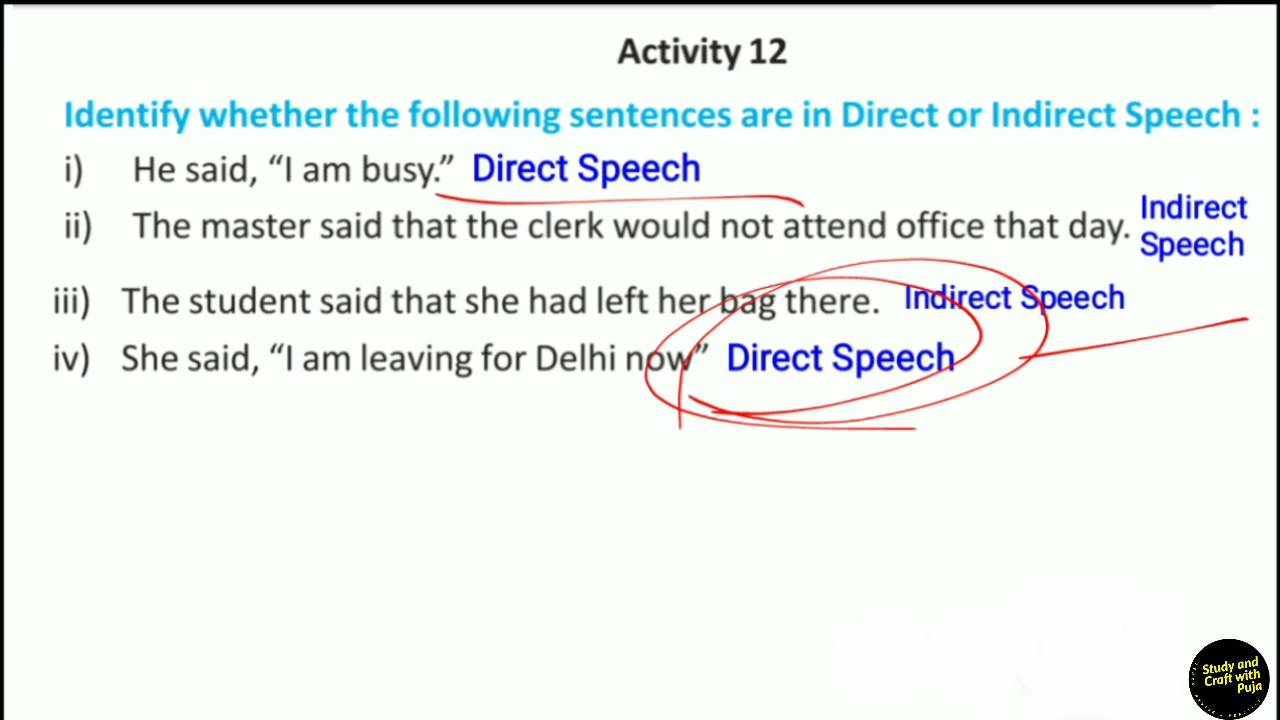 Activity 12
Identify whether the following sentences are in Direct or Indirect Speech :
i) He said, “I am busy.” Direct Speech
ii) The master said that the clerk would not attend office that day. Indirect Speech
iii) The student said that she had left her bag there. Indirect Speech
iv) She said, “I am leaving for Delhi now” Direct Speech
Study and
Craft with
Puja